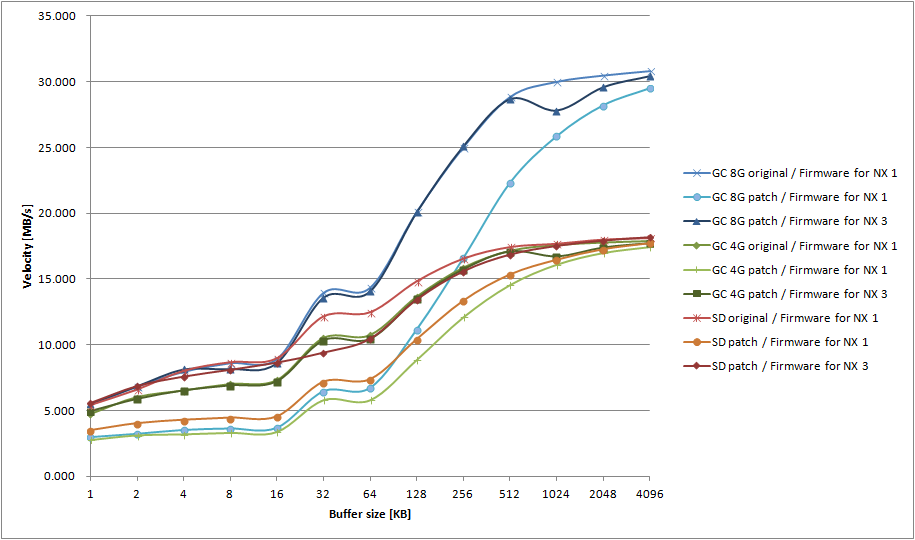 35.000
30.000
25.000
20.000
15.000
10.000
5.000
0.000
Velocity [MB/s]
1 2 4 8 16 32 64 128 256 512 1024 2048 4096
Buffer size [KB]
GC 8G original / Firmware for NX 1
GC 8G patch / Firmware for NX 1
GC 8G patch / Firmware for NX 3
GC 4G original / Firmware for NX 1
GC 4G patch / Firmware for NX 1
GC 4G patch / Firmware for NX 3
SD original / Firmware for NX 1
SD patch / Firmware for NX 1
SD patch / Firmware for NX 3